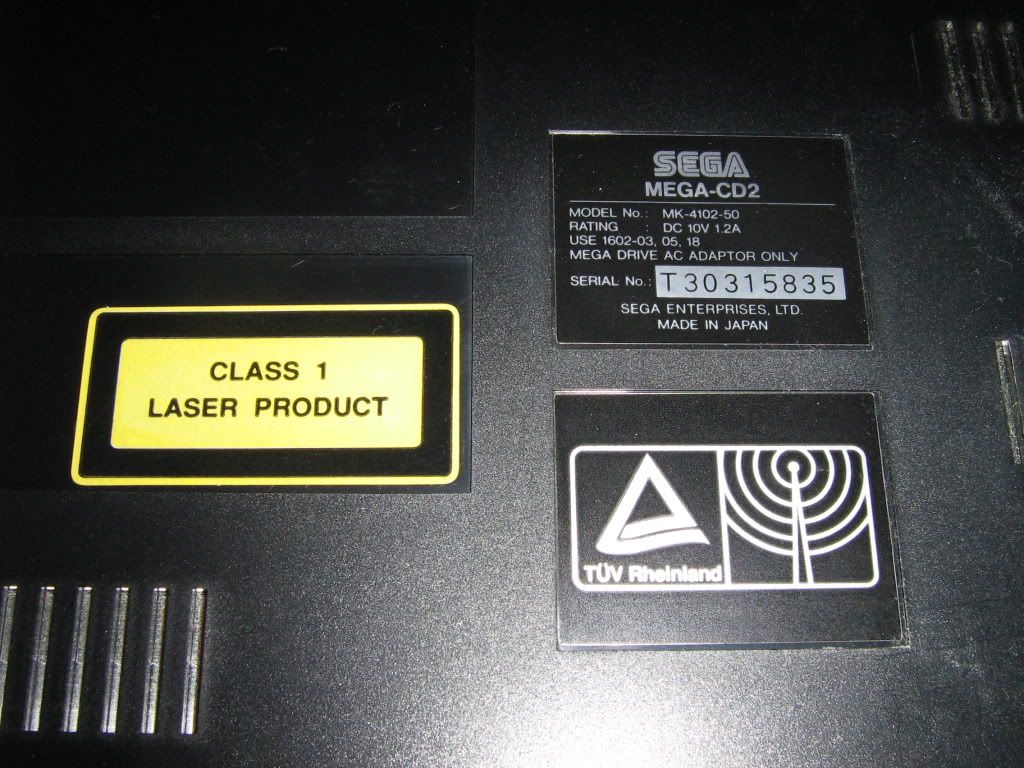 SEGA
MEGA-CD2
MODEL No.: MK-4102-50
RATING : DC 10V 1.2A
USE 1602-03, 05, 18
MEGA DRIVE AC ADAPTOR ONLY
SERIAL No.: T30315835
SEGA ENTERPRISES, LTD.
MADE IN JAPAN
CLASS 1
LASER PRODUCT
TÜV Rheinland